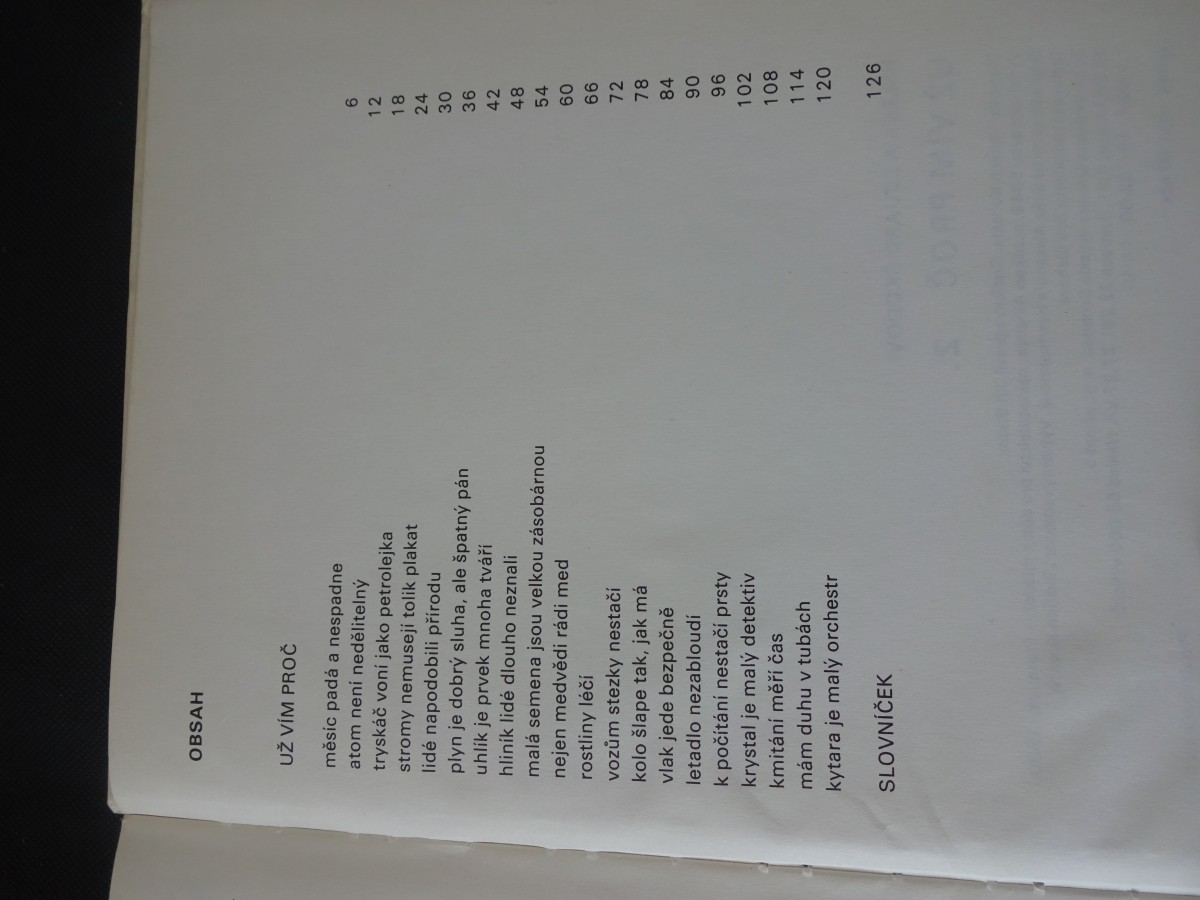 OBSAH
UŽ VÍM PROČ
měsíc padá a nespadne 6
atom není nedělitelný 12
tryskáč voní jako petrolejka 18
stromy nemusejí tolik plakat 24
lidé napodobili přírodu 30
plyn je dobrý sluha, ale špatný pán 36
uhlík je prvek mnoha tváří 42
hliník lidé dlouho neznali 48
malá semena jsou velkou zásobárnou 54
nejen medvědi rádi med 60
rostliny léčí 66
vozům stezky nestačí 72
kolo šlape tak, jak má 78
vlak jede bezpečně 84
letadlo nezabloudí 90
k počítání nestačí prsty 96
krystal je malý detektiv 102
kmitání měří čas 108
mám duhu v tubách 114
kytara je malý orchestr 120
SLOVNÍČEK 126